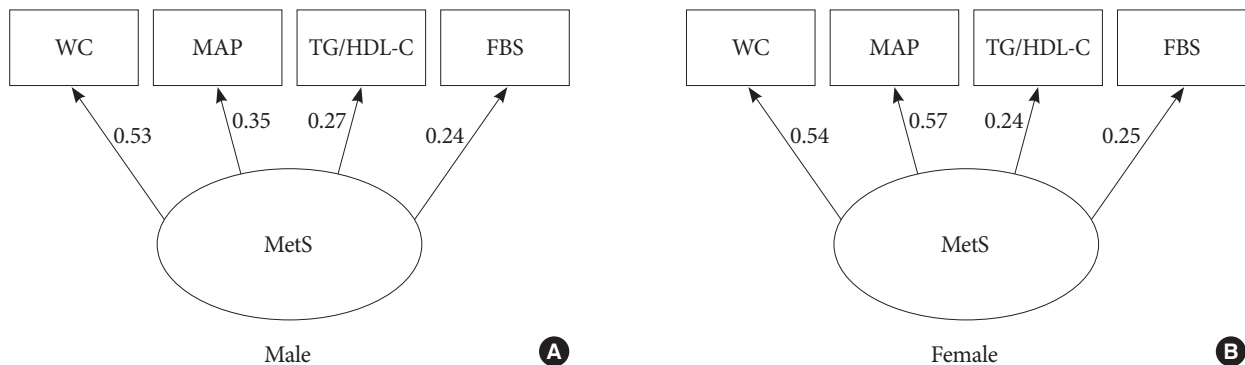 WC MAP TG/HDL-C FBS
0.53 0.35 0.27 0.24
MetS
Male A
WC MAP TG/HDL-C FBS
0.54 0.57 0.24 0.25
MetS
Female B